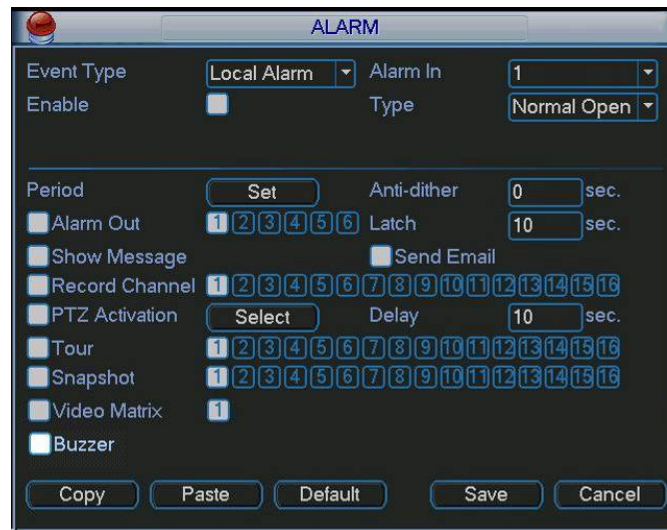 ALARM
Event Type Local Alarm Alarm In 1
Enable Type Normal Open
Period Set Anti-dither 0 sec.
Alarm Out 1 2 3 4 5 6 Latch 10 sec.
Show Message Send Email
Record Channel 1 2 3 4 5 6 7 8 9 10 11 12 13 14 15 16
PTZ Activation Select Delay 10 sec.
Tour 1 2 3 4 5 6 7 8 9 10 11 12 13 14 15 16
Snapshot 1 2 3 4 5 6 7 8 9 10 11 12 13 14 15 16
Video Matrix 1
Buzzer
Copy Paste Default Save Cancel